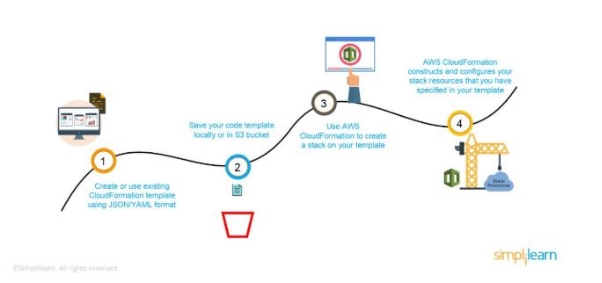 1
Create or use existing
CloudFormation template
using JSON/YAML format
Save your code template
locally or in S3 bucket
2
3
Use AWS
CloudFormation to create
a stack on your template
AWS CloudFormation
constructs and configures your
stack resources that you have
specified in your template
4
Stack
Resources
©Simplilearn. All rights reserved.
simplilearn